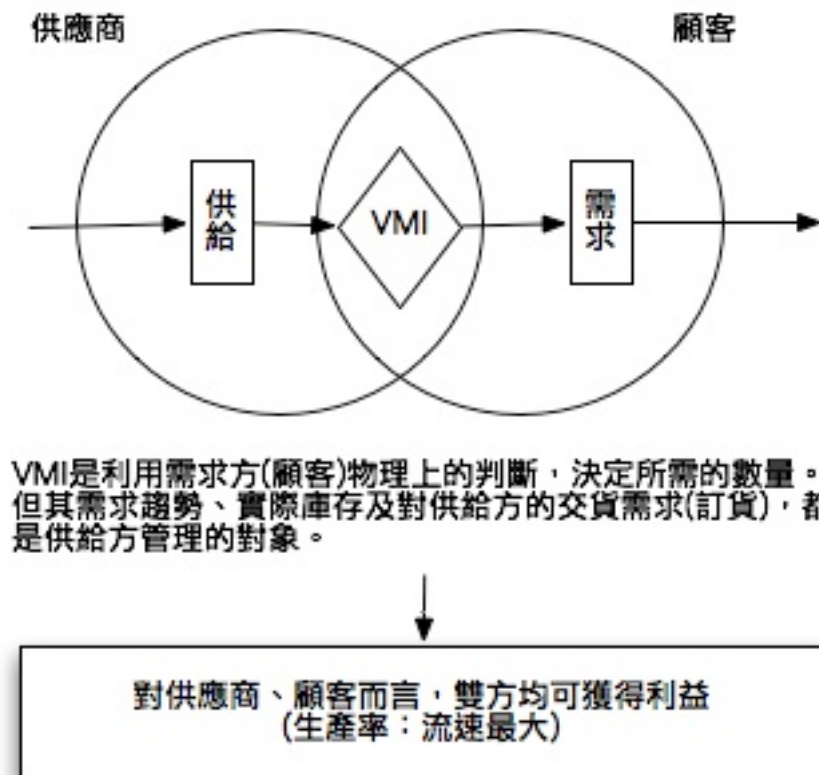 供應商
顧客
供給
VMI
需求
VMI是利用需求方(顧客)物理上的判斷，決定所需的數量。
但其需求趨勢、實際庫存及對供給方的交貨需求(訂貨)，都
是供給方管理的對象。
對供應商、顧客而言，雙方均可獲得利益
(生產率：流速最大)